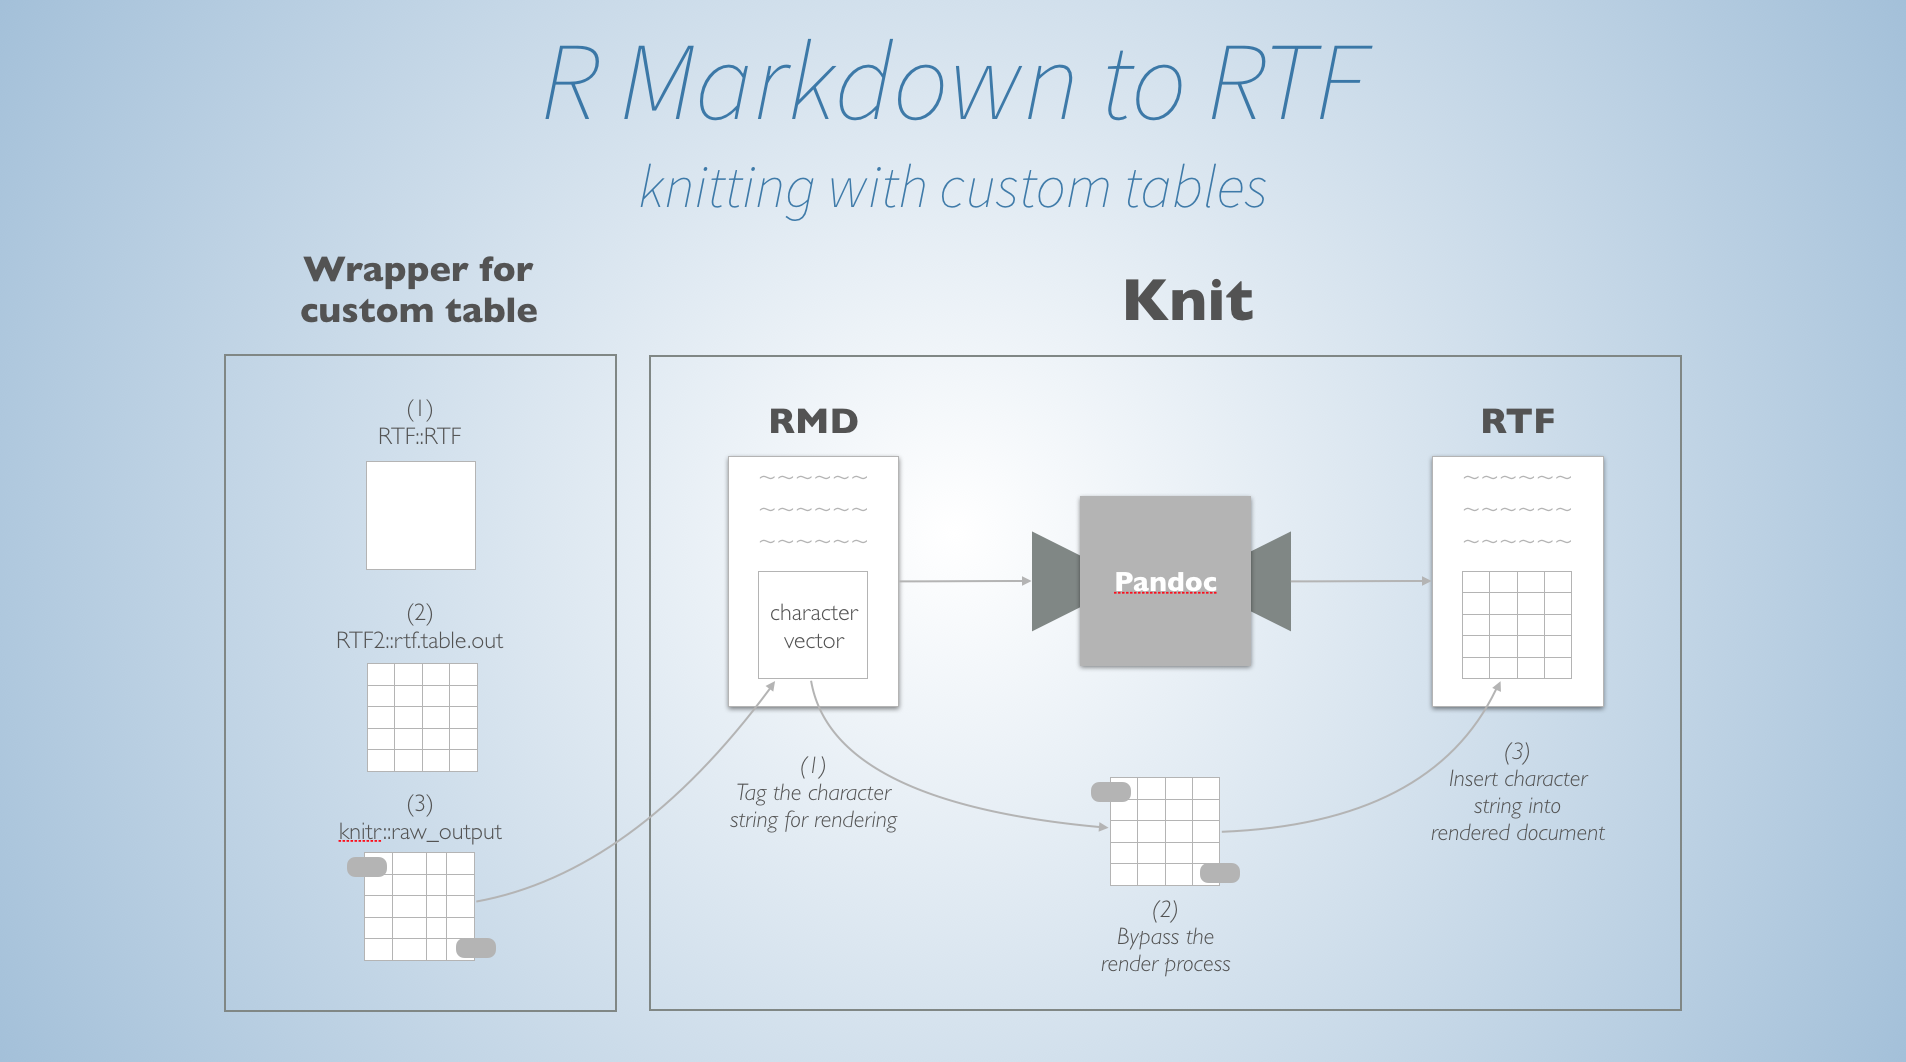 R Markdown to RTF
knitting with custom tables
Wrapper for
custom table
(1)
RTF::RTF
(2)
RTF2::rtf.table.out
(3)
knitr::raw_output
Knit
RMD
~~~~~~
~~~~~~
~~~~~~
character
vector
Pandoc
RTF
~~~~~~
~~~~~~
~~~~~~
(1)
Tag the character
string for rendering
(2)
Bypass the
render process
(3)
Insert character
string into
rendered document